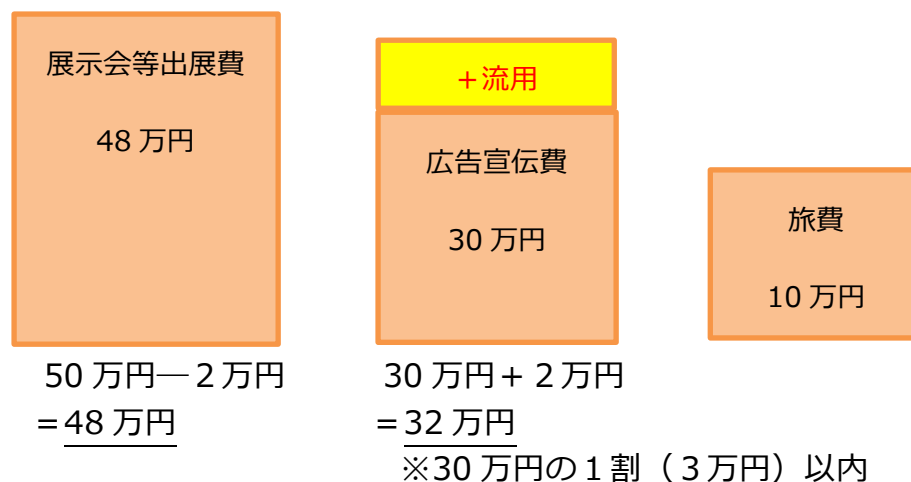 展示会等出展費
48 万円
+流用
広告宣伝費
30 万円
旅費
10 万円
50 万円―２万円
=48 万円
30 万円+２万円
=32 万円
※30 万円の１割（３万円）以内